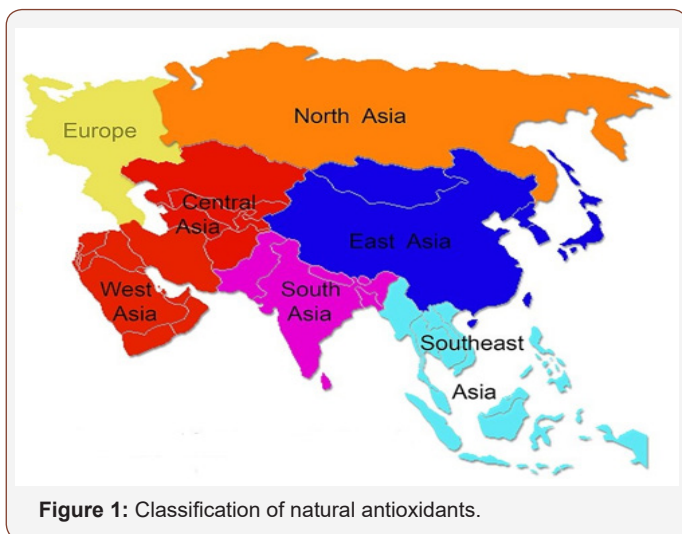 Europe
North Asia
Central
Asia
East Asia
West
Asia
South
Asia
Southeast
Asia
Figure 1: Classification of natural antioxidants.